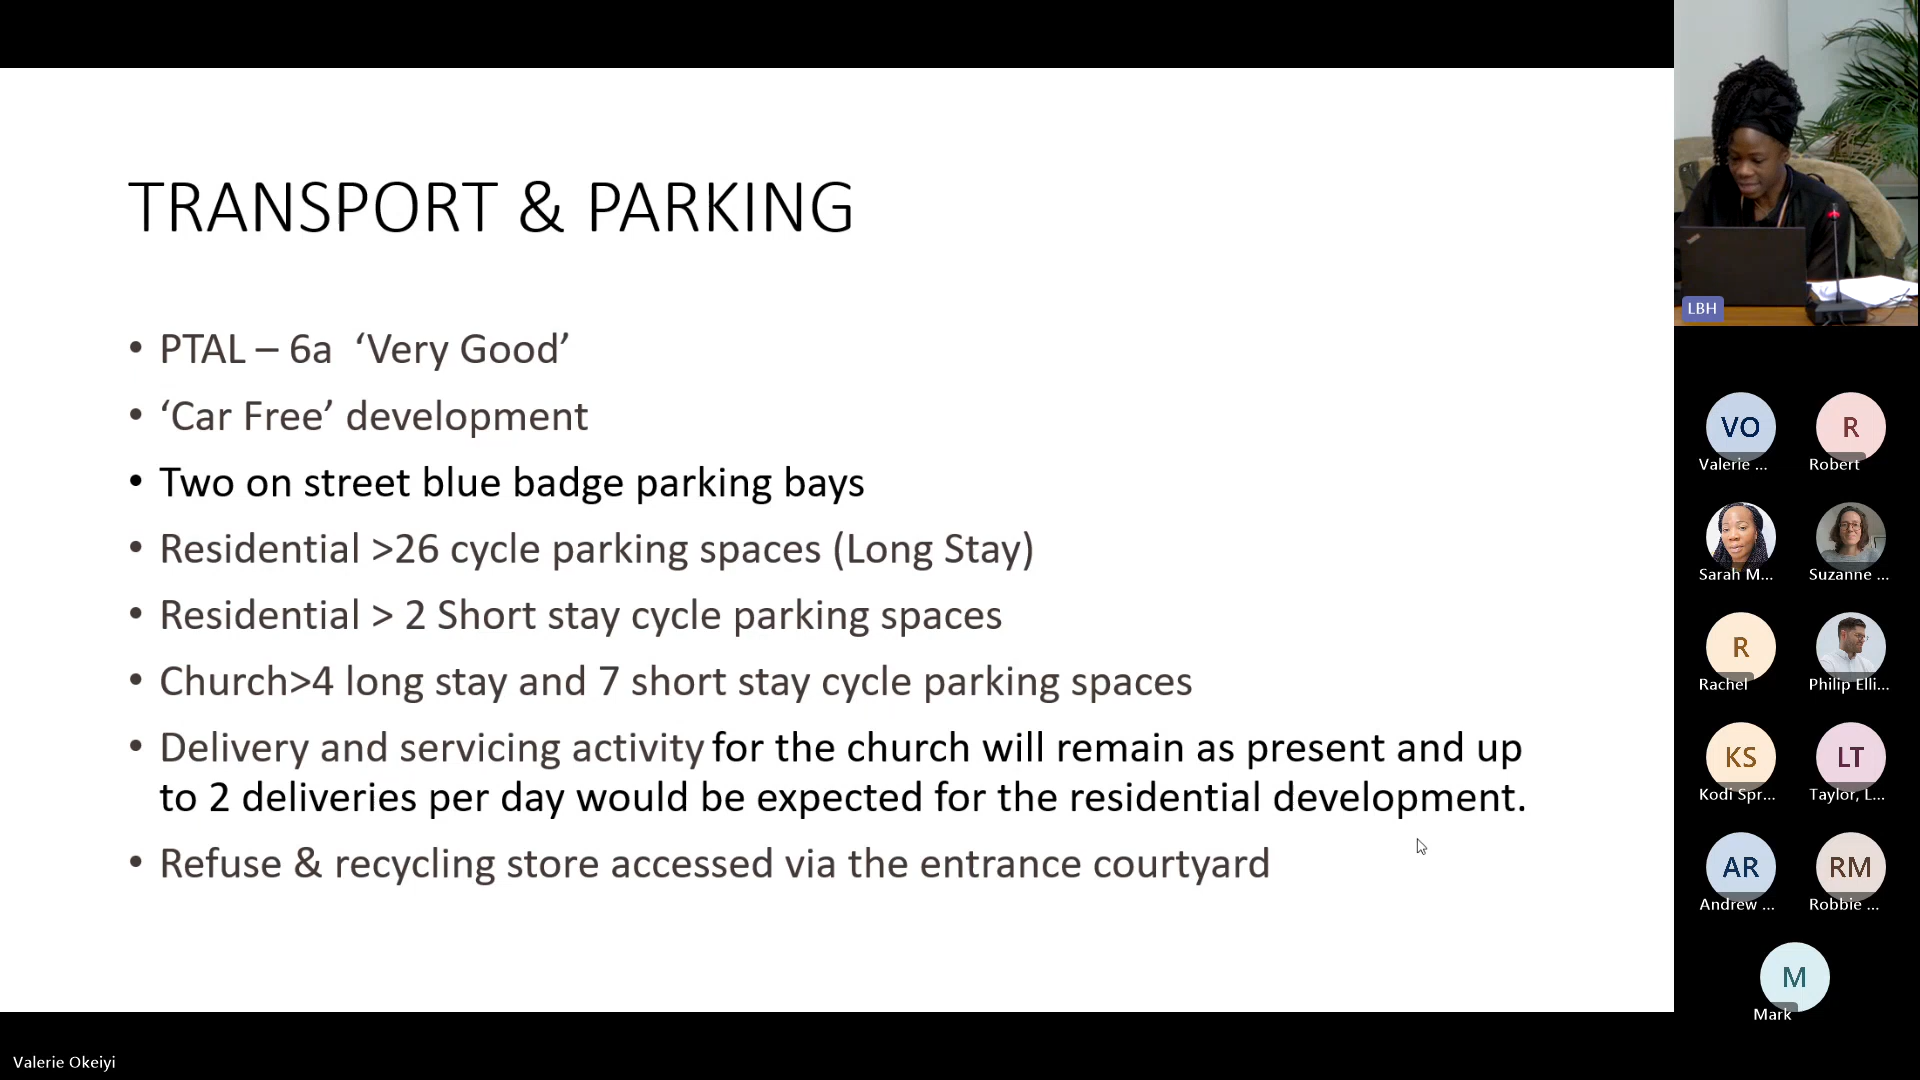 TRANSPORT & PARKING
• PTAL – 6a ‘Very Good’
• ‘Car Free’ development
• Two on street blue badge parking bays
• Residential >26 cycle parking spaces (Long Stay)
• Residential > 2 Short stay cycle parking spaces
• Church>4 long stay and 7 short stay cycle parking spaces
• Delivery and servicing activity for the church will remain as present and up
to 2 deliveries per day would be expected for the residential development.
• Refuse & recycling store accessed via the entrance courtyard
LBH
VO
R
Valerie ...
Robert
Sarah M...
Suzanne ...
R
Rachel
Philip Elli...
KS
LT
Kodi Spr...
Taylor, L...
AR
RM
Andrew ...
Robbie ...
M
Mark
Valerie Okeiyi